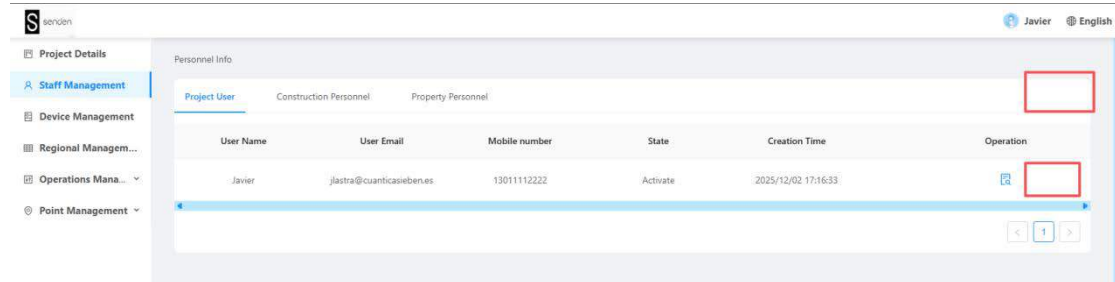 S senden
Javier English
Project Details
Staff Management
Device Management
Regional Managem...
Operations Mana...
Point Management
Personnel Info
Project User Construction Personnel Property Personnel
User Name User Email Mobile number State Creation Time Operation
Javier jlastra@cuanticasieben.es 13011112222 Activate 2025/12/02 17:16:33
< 1 >